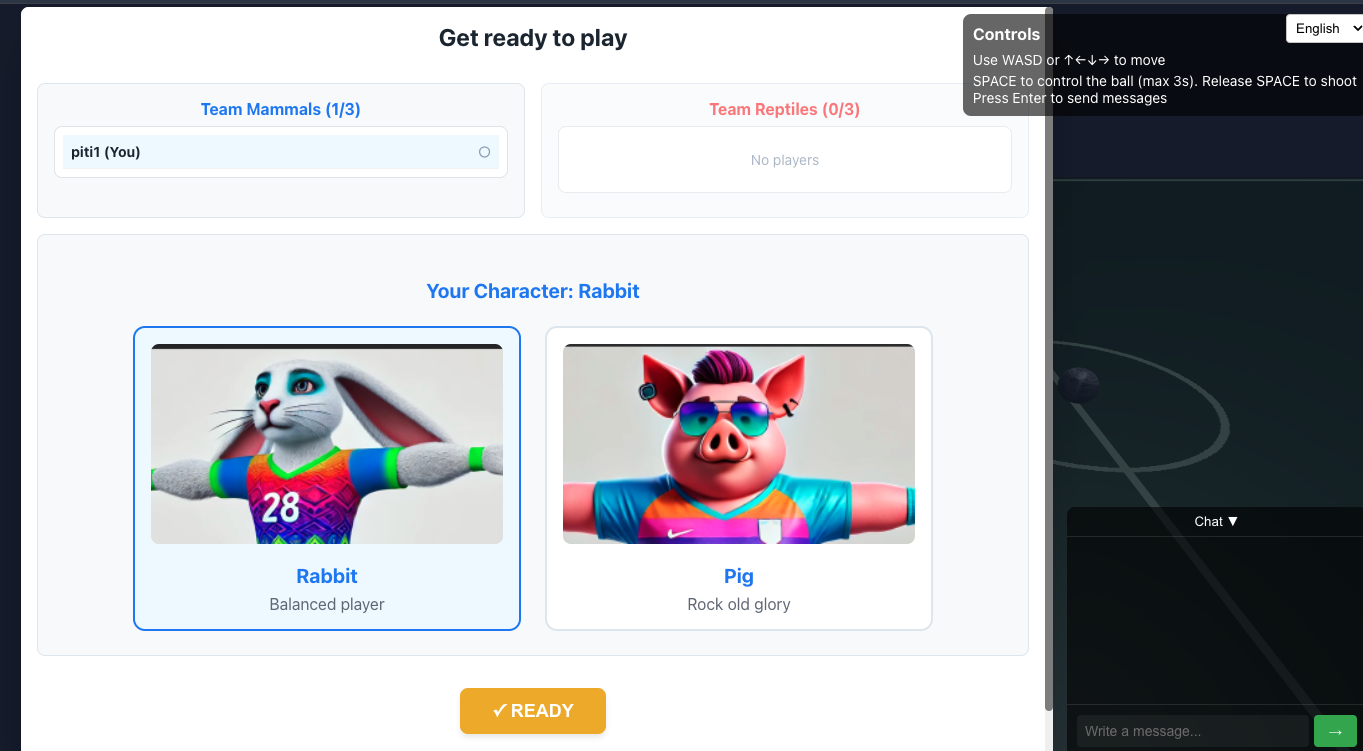 Get ready to play
Team Mammals (1/3)
piti1 (You)
Team Reptiles (0/3)
No players
Your Character: Rabbit
28
Rabbit
Balanced player
Pig
Rock old glory
✓ READY
English
Controls
Use WASD or ↑←↓→ to move
SPACE to control the ball (max 3s). Release SPACE to shoot
Press Enter to send messages
Chat ▼
Write a message...
→